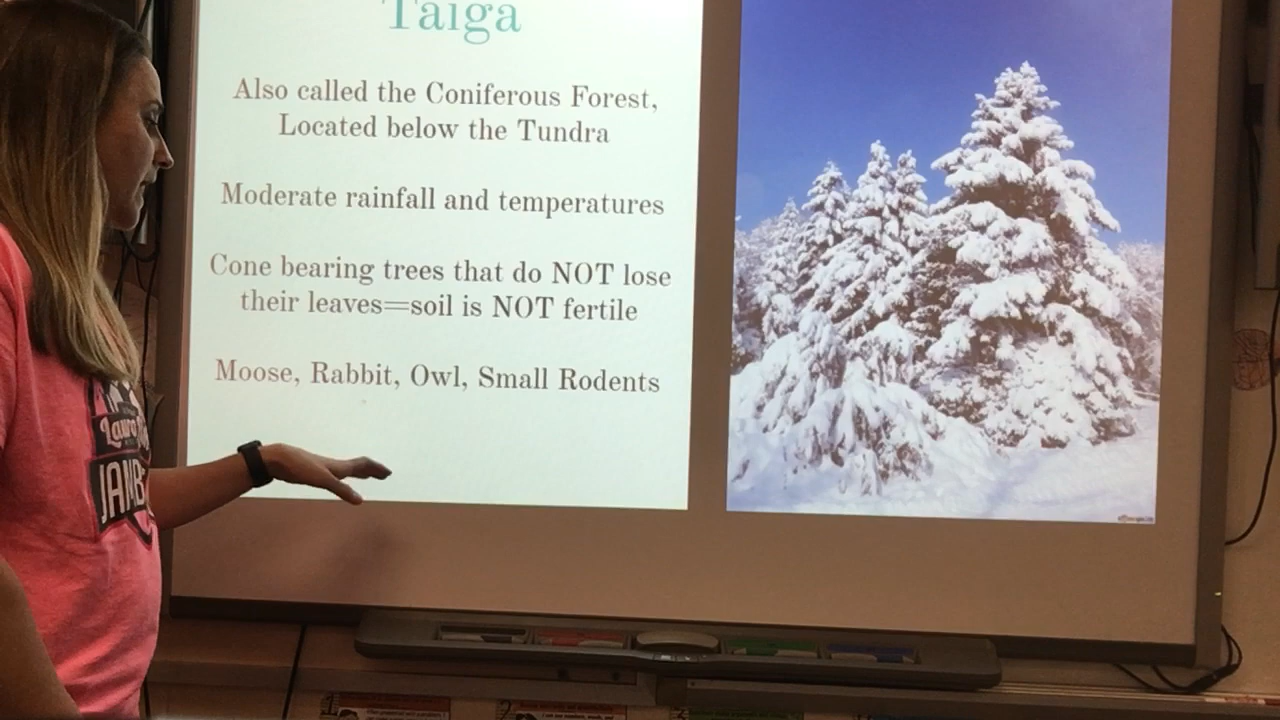 Taiga
Also called the Coniferous Forest,
Located below the Tundra
Moderate rainfall and temperatures
Cone bearing trees that do NOT lose
their leaves=soil is NOT fertile
Moose, Rabbit, Owl, Small Rodents